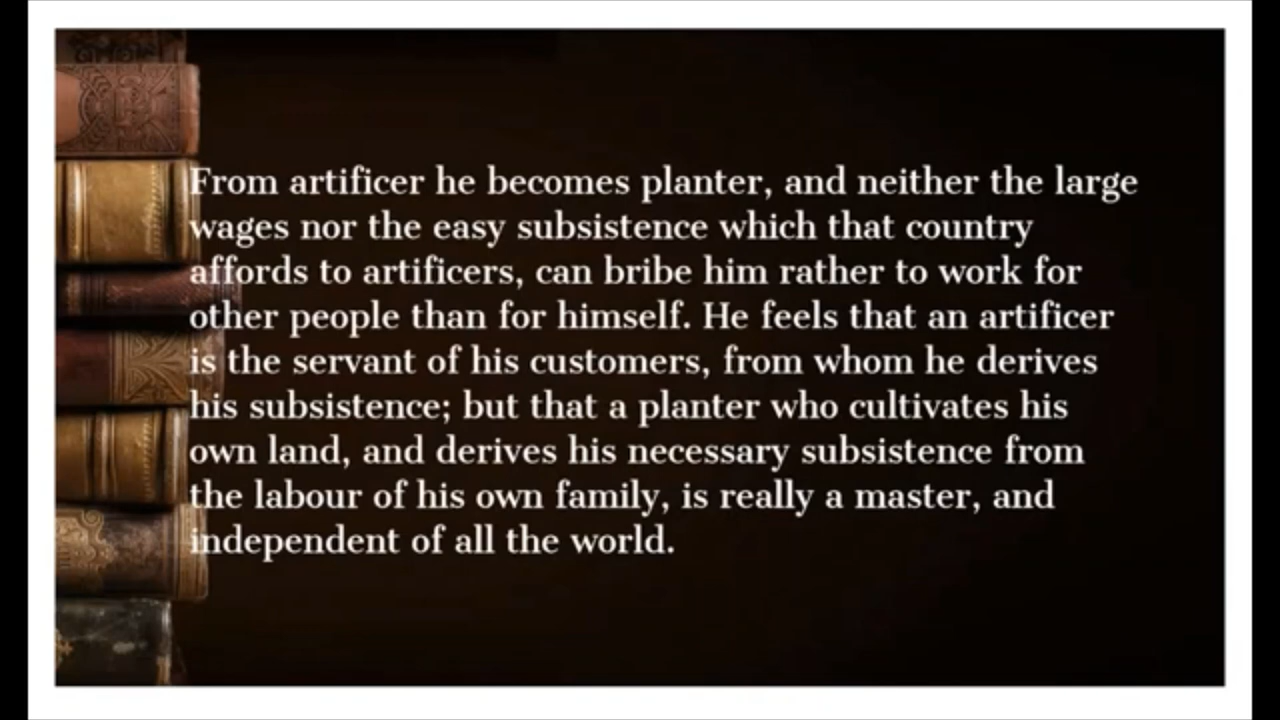 From artificer he becomes planter, and neither the large
wages nor the easy subsistence which that country
affords to artificers, can bribe him rather to work for
other people than for himself. He feels that an artificer
is the servant of his customers, from whom he derives
his subsistence; but that a planter who cultivates his
own land, and derives his necessary subsistence from
the labour of his own family, is really a master, and
independent of all the world.